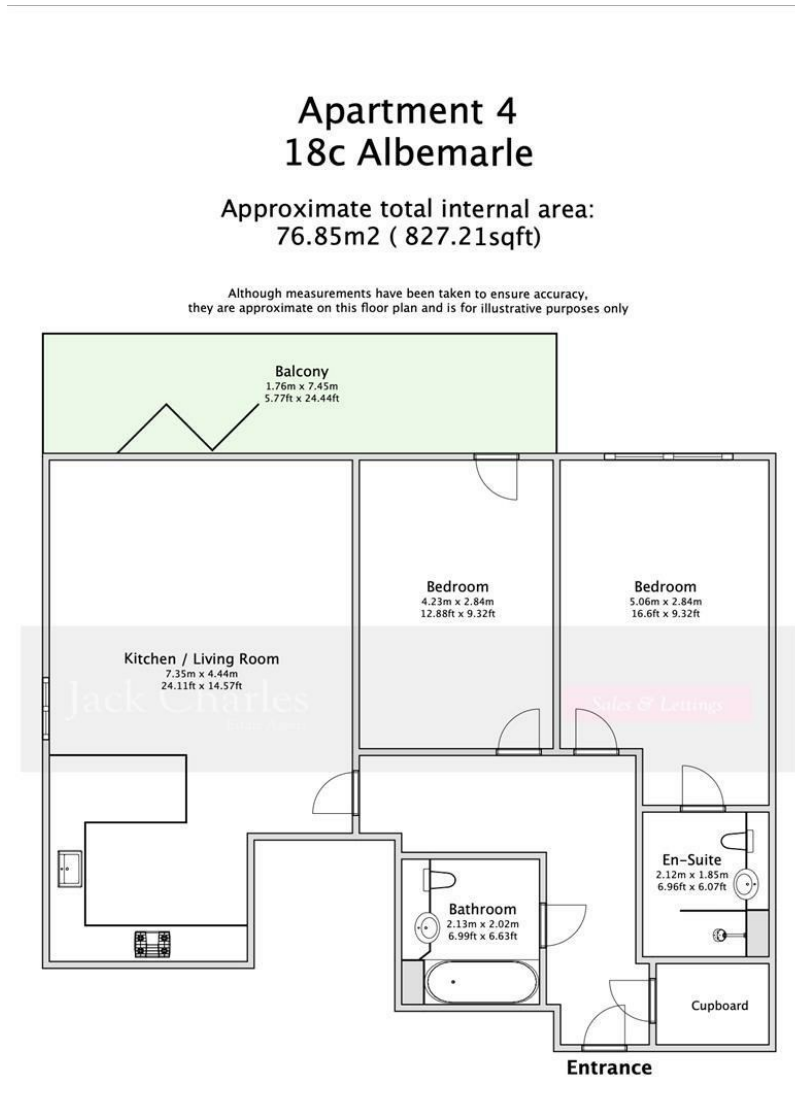 Apartment 4
18c Albemarle
Approximate total internal area:
76.85m2 ( 827.21sqft)
Although measurements have been taken to ensure accuracy,
they are approximate on this floor plan and is for illustrative purposes only
Balcony
1.76m x 7.45m
5.77ft x 24.44ft
Bedroom
4.23m x 2.84m
12.88ft x 9.32ft
Bedroom
5.06m x 2.84m
16.6ft x 9.32ft
Kitchen / Living Room
7.35m x 4.44m
24.11ft x 14.57ft
Jack Charles
Estate Agents
Sales & Lettings
En-Suite
2.12m x 1.85m
6.96ft x 6.07ft
Bathroom
2.13m x 2.02m
6.99ft x 6.63ft
Cupboard
Entrance